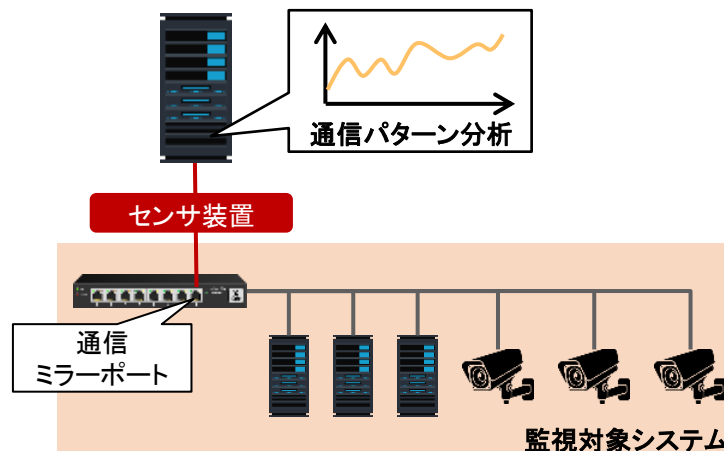 通信パターン分析
センサ装置
通信
ミラーポート
監視対象システム